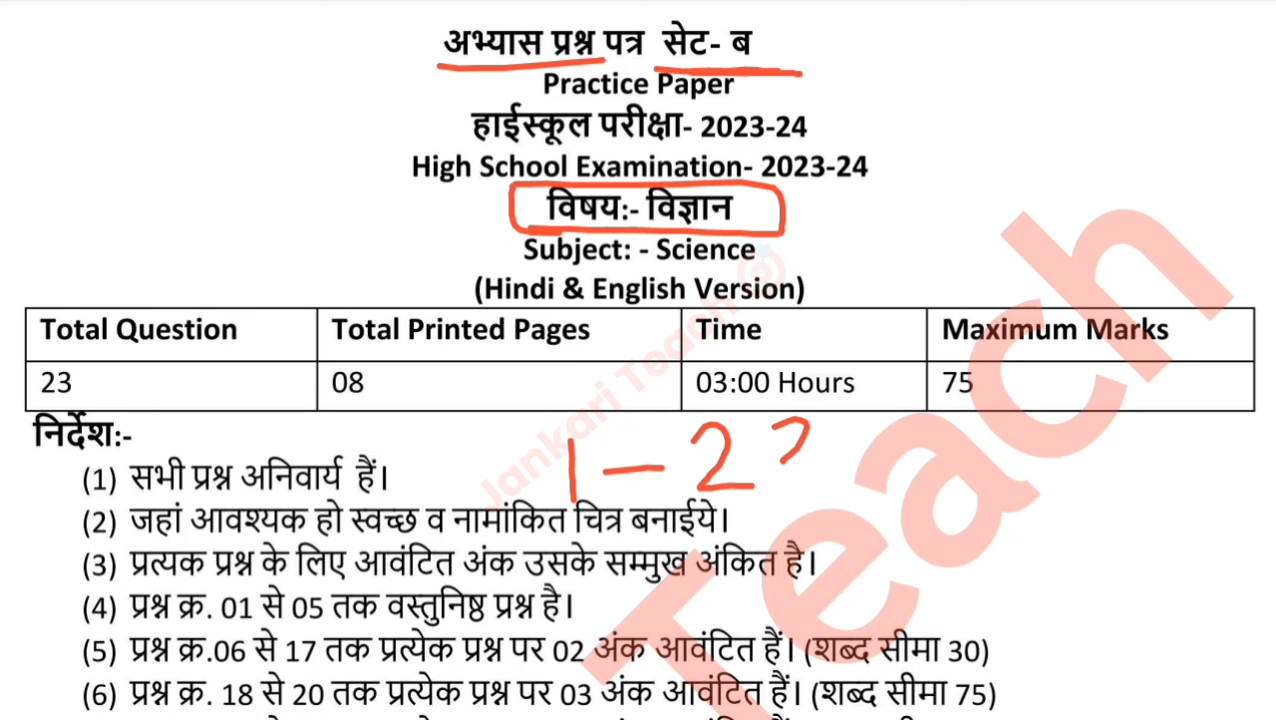 अभ्यास प्रश्न पत्र सेट- ब
Practice Paper
हाईस्कूल परीक्षा- 2023-24
High School Examination- 2023-24
विषय:- विज्ञान
Subject: - Science
(Hindi & English Version)
Total Question Total Printed Pages Time Maximum Marks
23 08 03:00 Hours 75
निर्देश:-
1 – 2
(1) सभी प्रश्न अनिवार्य हैं।
(2) जहां आवश्यक हो स्वच्छ व नामांकित चित्र बनाईये।
(3) प्रत्यक प्रश्न के लिए आवंटित अंक उसके सम्मुख अंकित है।
(4) प्रश्न क्र. 01 से 05 तक वस्तुनिष्ठ प्रश्न है।
(5) प्रश्न क्र.06 से 17 तक प्रत्येक प्रश्न पर 02 अंक आवंटित हैं। (शब्द सीमा 30)
(6) प्रश्न क्र. 18 से 20 तक प्रत्येक प्रश्न पर 03 अंक आवंटित हैं। (शब्द सीमा 75)
Jankari Teach
Teach